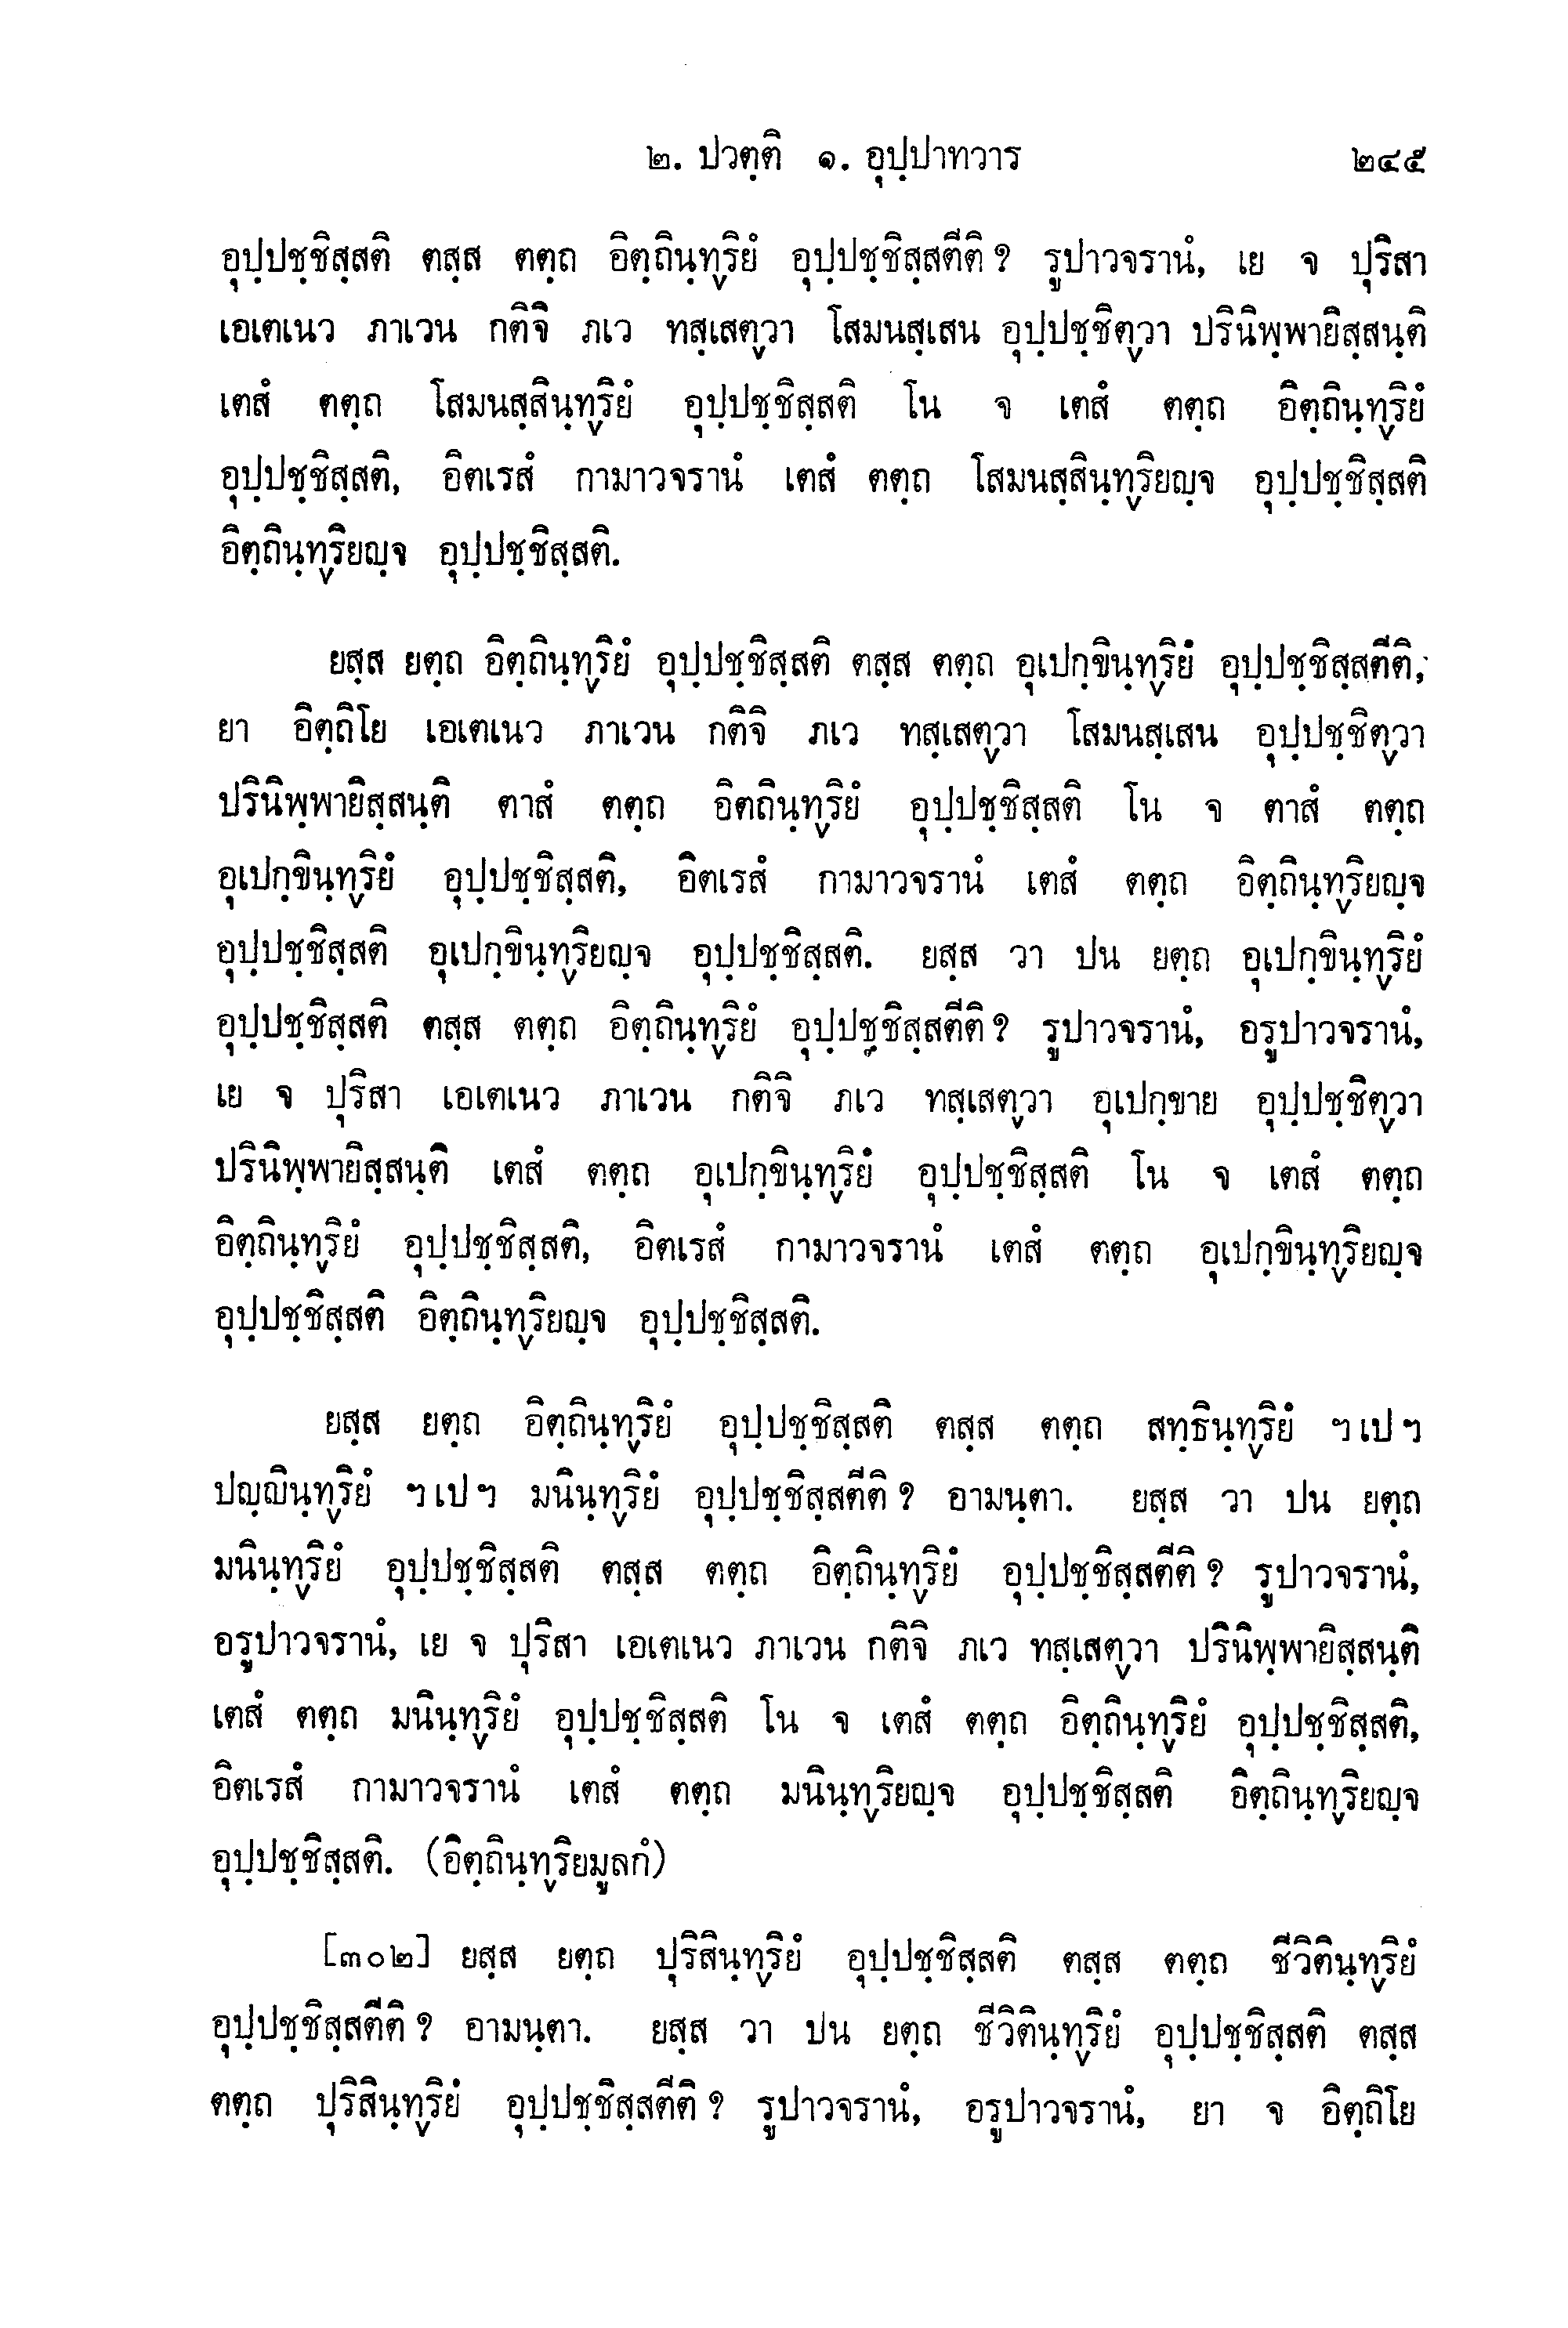 ๒. ปวตฺติ ๑. อุปฺปาทวาร ๒๔๕
อุปฺปชฺชิสฺสติ ตสฺส ตตฺถ อิตฺถินฺทฺริยํ อุปฺปชฺชิสฺสตีติ ? รูปาวจรานํ, เย จ ปุริสา
เอเตเนว ภาเวน กติจิ ภเว ทสฺเสตฺวา โสมนสฺเสน อุปฺปชฺชิตฺวา ปรินิพฺพายิสฺสนฺติ
เตสํ ตตฺถ โสมนสฺสินฺทฺริยํ อุปฺปชฺชิสฺสติ โน จ เตสํ ตตฺถ อิตฺถินฺทฺริยํ
อุปฺปชฺชิสฺสติ, อิตเรสํ กามาวจรานํ เตสํ ตตฺถ โสมนสฺสินฺทฺริยญฺจ อุปฺปชฺชิสฺสติ
อิตฺถินฺทฺริยญฺจ อุปฺปชฺชิสฺสติ.
ยสฺส ยตฺถ อิตฺถินฺทฺริยํ อุปฺปชฺชิสฺสติ ตสฺส ตตฺถ อุเปกฺขินฺทฺริยํ อุปฺปชฺชิสฺสตีติ,
ยา อิตฺถิโย เอเตเนว ภาเวน กติจิ ภเว ทสฺเสตฺวา โสมนสฺเสน อุปฺปชฺชิตฺวา
ปรินิพฺพายิสฺสนฺติ ตาสํ ตตฺถ อิตถินฺทฺริยํ อุปฺปชฺชิสฺสติ โน จ ตาสํ ตตฺถ
อุเปกฺขินฺทฺริยํ อุปฺปชฺชิสฺสติ, อิตเรสํ กามาวจรานํ เตสํ ตตฺถ อิตฺถินฺทฺริยญฺจ
อุปฺปชฺชิสฺสติ อุเปกฺขินฺทฺริยญฺจ อุปฺปชฺชิสฺสติ. ยสฺส วา ปน ยตฺถ อุเปกฺขินฺทฺริยํ
อุปฺปชฺชิสฺสติ ตสฺส ตตฺถ อิตฺถินฺทฺริยํ อุปฺปชฺชิสฺสตีติ ? รูปาวจรานํ, อรูปาวจรานํ,
เย จ ปุริสา เอเตเนว ภาเวน กติจิ ภเว ทสฺเสตฺวา อุเปกฺขาย อุปฺปชฺชิตฺวา
ปรินิพฺพายิสฺสนฺติ เตสํ ตตฺถ อุเปกฺขินฺทฺริยํ อุปฺปชฺชิสฺสติ โน จ เตสํ ตตฺถ
อิตฺถินฺทฺริยํ อุปฺปชฺชิสฺสติ, อิตเรสํ กามาวจรานํ เตสํ ตตฺถ อุเปกฺขินฺทฺริยญฺจ
อุปฺปชฺชิสฺสติ อิตฺถินฺทฺริยญฺจ อุปฺปชฺชิสฺสติ.
ยสฺส ยตฺถ อิตฺถินฺทฺริยํ อุปฺปชฺชิสฺสติ ตสฺส ตตฺถ สทฺธินฺทฺริยํ ฯ เป ฯ
ปญฺญินฺทฺริยํ ฯ เป ฯ มนินฺทฺริยํ อุปฺปชฺชิสฺสตีติ ? อามนฺตา. ยสฺส วา ปน ยตฺถ
มนินฺทฺริยํ อุปฺปชฺชิสฺสติ ตสฺส ตตฺถ อิตฺถินฺทฺริยํ อุปฺปชฺชิสฺสตีติ ? รูปาวจรานํ,
อรูปาวจรานํ, เย จ ปุริสา เอเตเนว ภาเวน กติจิ ภเว ทสฺเสตฺวา ปรินิพฺพายิสฺสนฺติ
เตสํ ตตฺถ มนินฺทฺริยํ อุปฺปชฺชิสฺสติ โน จ เตสํ ตตฺถ อิตฺถินฺทฺริยํ อุปฺปชฺชิสฺสติ,
อิตเรสํ กามาวจรานํ เตสํ ตตฺถ มนินฺทฺริยญฺจ อุปฺปชฺชิสฺสติ อิตฺถินฺทฺริยญฺจ
อุปฺปชฺชิสฺสติ. (อิตฺถินฺทฺริยมูลกํ)
[๓๐๒] ยสฺส ยตฺถ ปุริสินฺทฺริยํ อุปฺปชฺชิสฺสติ ตสฺส ตตฺถ ชีวิตินฺทฺริยํ
อุปฺปชฺชิสฺสตีติ ? อามนฺตา. ยสฺส วา ปน ยตฺถ ชีวิตินฺทฺริยํ อุปฺปชฺชิสฺสติ ตสฺส
ตตฺถ ปุริสินฺทฺริยํ อุปฺปชฺชิสฺสตีติ ? รูปาวจรานํ, อรูปาวจรานํ, ยา จ อิตฺถิโย